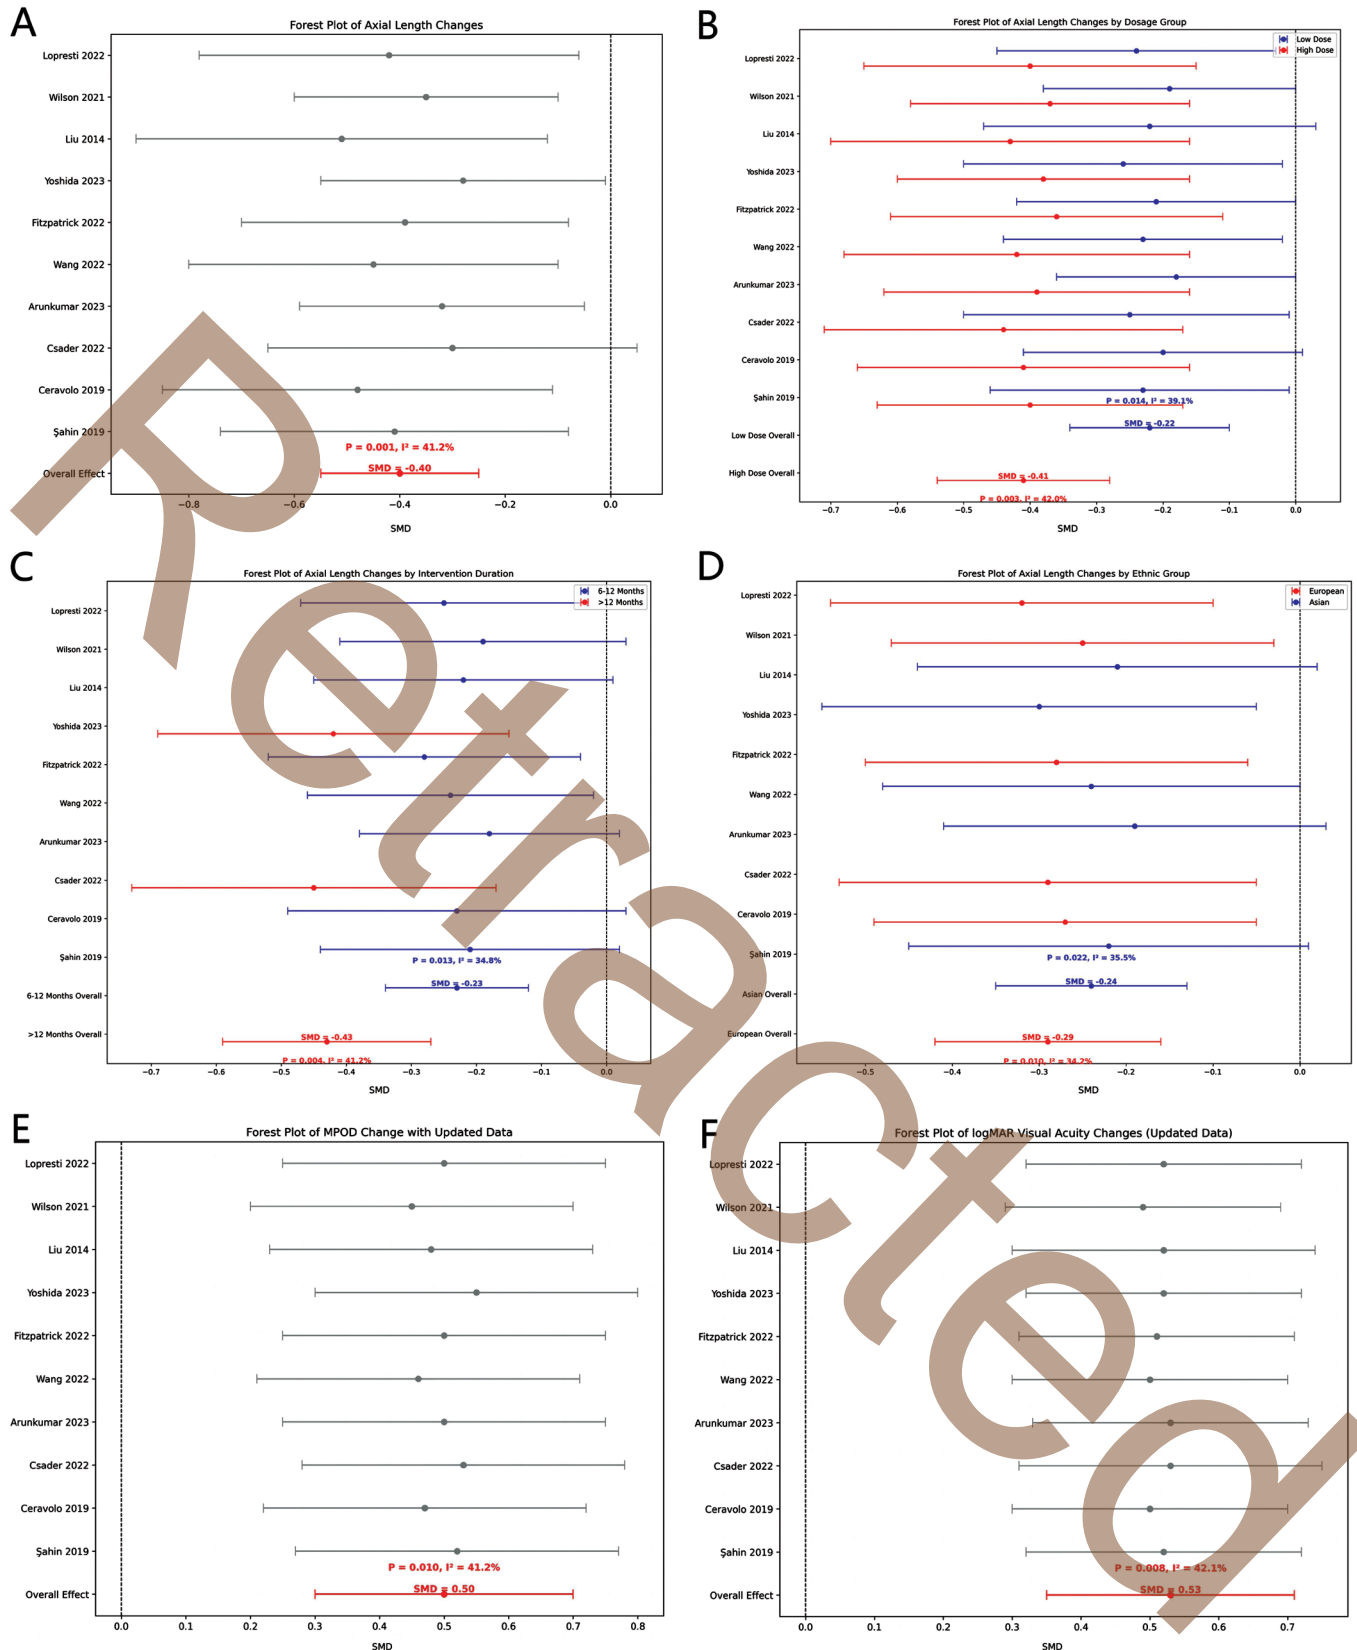 A
Forest Plot of Axial Length Changes
Lopresti 2022
Wilson 2021
Liu 2014
Yoshida 2023
Fitzpatrick 2022
Wang 2022
Arunkumar 2023
Csader 2022
Ceravolo 2019
Şahin 2019
P = 0.001, I² = 41.2%
Overall Effect
SMD = -0.40
−0.8 −0.6 −0.4 −0.2 0.0
SMD
B
Forest Plot of Axial Length Changes by Dosage Group
Low Dose
High Dose
Lopresti 2022
Wilson 2021
Liu 2014
Yoshida 2023
Fitzpatrick 2022
Wang 2022
Arunkumar 2023
Csader 2022
Ceravolo 2019
Şahin 2019
P = 0.014, I² = 39.1%
SMD = -0.22
Low Dose Overall
High Dose Overall
SMD = -0.41
P = 0.003, I² = 42.0%
−0.7 −0.6 −0.5 −0.4 −0.3 −0.2 −0.1 0.0
SMD
C
Forest Plot of Axial Length Changes by Intervention Duration
6-12 Months
>12 Months
Lopresti 2022
Wilson 2021
Liu 2014
Yoshida 2023
Fitzpatrick 2022
Wang 2022
Arunkumar 2023
Csader 2022
Ceravolo 2019
Şahin 2019
P = 0.013, I² = 34.8%
SMD = -0.23
6-12 Months Overall
>12 Months Overall
SMD = -0.43
P = 0.004, I² = 41.2%
−0.7 −0.6 −0.5 −0.4 −0.3 −0.2 −0.1 0.0
SMD
D
Forest Plot of Axial Length Changes by Ethnic Group
European
Asian
Lopresti 2022
Wilson 2021
Liu 2014
Yoshida 2023
Fitzpatrick 2022
Wang 2022
Arunkumar 2023
Csader 2022
Ceravolo 2019
Şahin 2019
P = 0.022, I² = 35.5%
SMD = -0.24
Asian Overall
European Overall
SMD = -0.29
P = 0.010, I² = 34.2%
−0.5 −0.4 −0.3 −0.2 −0.1 0.0
SMD
E
Forest Plot of MPOD Change with Updated Data
Lopresti 2022
Wilson 2021
Liu 2014
Yoshida 2023
Fitzpatrick 2022
Wang 2022
Arunkumar 2023
Csader 2022
Ceravolo 2019
Şahin 2019
P = 0.010, I² = 41.2%
Overall Effect
SMD = 0.50
0.0 0.1 0.2 0.3 0.4 0.5 0.6 0.7 0.8
SMD
F
Forest Plot of logMAR Visual Acuity Changes (Updated Data)
Lopresti 2022
Wilson 2021
Liu 2014
Yoshida 2023
Fitzpatrick 2022
Wang 2022
Arunkumar 2023
Csader 2022
Ceravolo 2019
Şahin 2019
P = 0.008, I² = 42.1%
Overall Effect
SMD = 0.53
0.0 0.1 0.2 0.3 0.4 0.5 0.6 0.7
SMD
Retracted